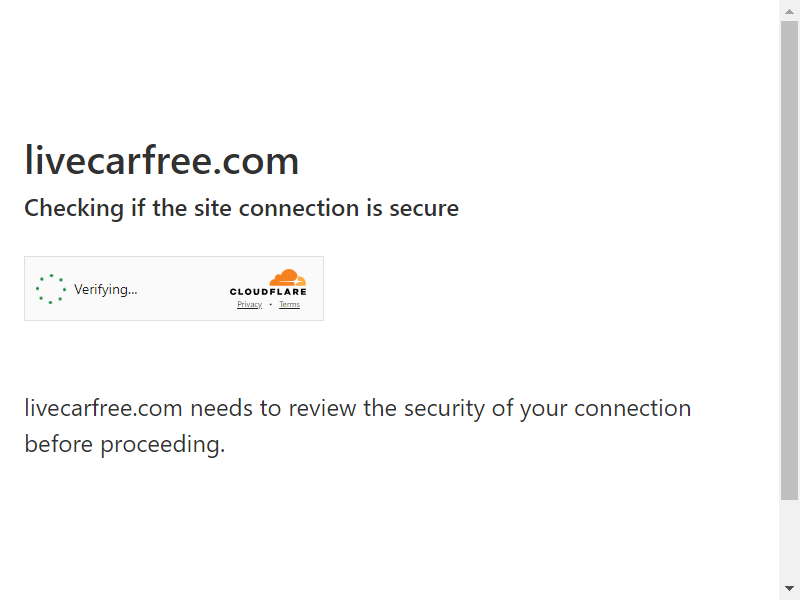 livecarfree.com
Checking if the site connection is secure
Verifying...
CLOUDFLARE
Privacy • Terms
livecarfree.com needs to review the security of your connection
before proceeding.